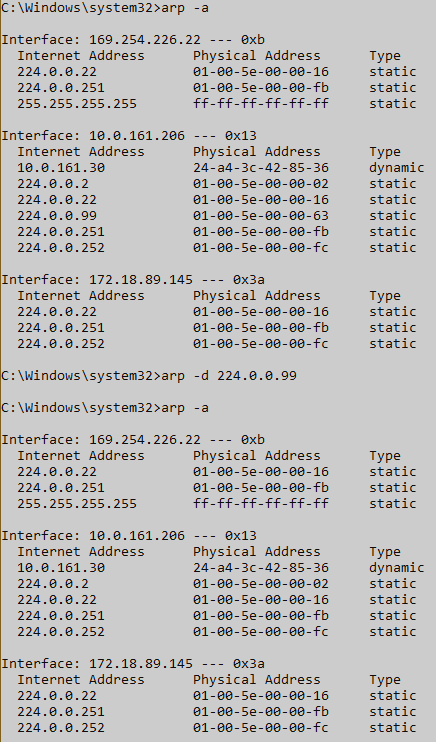 C:\Windows\system32>arp -a
Interface: 169.254.226.22 --- 0xb
Internet Address Physical Address Type
224.0.0.22 01-00-5e-00-00-16 static
224.0.0.251 01-00-5e-00-00-fb static
255.255.255.255 ff-ff-ff-ff-ff-ff static
Interface: 10.0.161.206 --- 0x13
Internet Address Physical Address Type
10.0.161.30 24-a4-3c-42-85-36 dynamic
224.0.0.2 01-00-5e-00-00-02 static
224.0.0.22 01-00-5e-00-00-16 static
224.0.0.99 01-00-5e-00-00-63 static
224.0.0.251 01-00-5e-00-00-fb static
224.0.0.252 01-00-5e-00-00-fc static
Interface: 172.18.89.145 --- 0x3a
Internet Address Physical Address Type
224.0.0.22 01-00-5e-00-00-16 static
224.0.0.251 01-00-5e-00-00-fb static
224.0.0.252 01-00-5e-00-00-fc static
C:\Windows\system32>arp -d 224.0.0.99
C:\Windows\system32>arp -a
Interface: 169.254.226.22 --- 0xb
Internet Address Physical Address Type
224.0.0.22 01-00-5e-00-00-16 static
224.0.0.251 01-00-5e-00-00-fb static
255.255.255.255 ff-ff-ff-ff-ff-ff static
Interface: 10.0.161.206 --- 0x13
Internet Address Physical Address Type
10.0.161.30 24-a4-3c-42-85-36 dynamic
224.0.0.2 01-00-5e-00-00-02 static
224.0.0.22 01-00-5e-00-00-16 static
224.0.0.251 01-00-5e-00-00-fb static
224.0.0.252 01-00-5e-00-00-fc static
Interface: 172.18.89.145 --- 0x3a
Internet Address Physical Address Type
224.0.0.22 01-00-5e-00-00-16 static
224.0.0.251 01-00-5e-00-00-fb static
224.0.0.252 01-00-5e-00-00-fc static